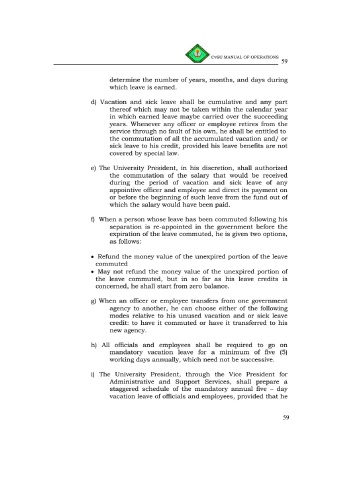 CNSU MANUAL OF OPERATIONS
59
determine the number of years, months, and days during
which leave is earned.
d) Vacation and sick leave shall be cumulative and any part
thereof which may not be taken within the calendar year
in which earned leave maybe carried over the succeeding
years. Whenever any officer or employee retires from the
service through no fault of his own, he shall be entitled to
the commutation of all the accumulated vacation and/ or
sick leave to his credit, provided his leave benefits are not
covered by special law.
e) The University President, in his discretion, shall authorized
the commutation of the salary that would be received
during the period of vacation and sick leave of any
appointive officer and employee and direct its payment on
or before the beginning of such leave from the fund out of
which the salary would have been paid.
f) When a person whose leave has been commuted following his
separation is re-appointed in the government before the
expiration of the leave commuted, he is given two options,
as follows:
• Refund the money value of the unexpired portion of the leave
commuted
• May not refund the money value of the unexpired portion of
the leave commuted, but in so far as his leave credits is
concerned, he shall start from zero balance.
g) When an officer or employee transfers from one government
agency to another, he can choose either of the following
modes relative to his unused vacation and or sick leave
credit: to have it commuted or have it transferred to his
new agency.
h) All officials and employees shall be required to go on
mandatory vacation leave for a minimum of five (5)
working days annually, which need not be successive.
i) The University President, through the Vice President for
Administrative and Support Services, shall prepare a
staggered schedule of the mandatory annual five – day
vacation leave of officials and employees, provided that he
59